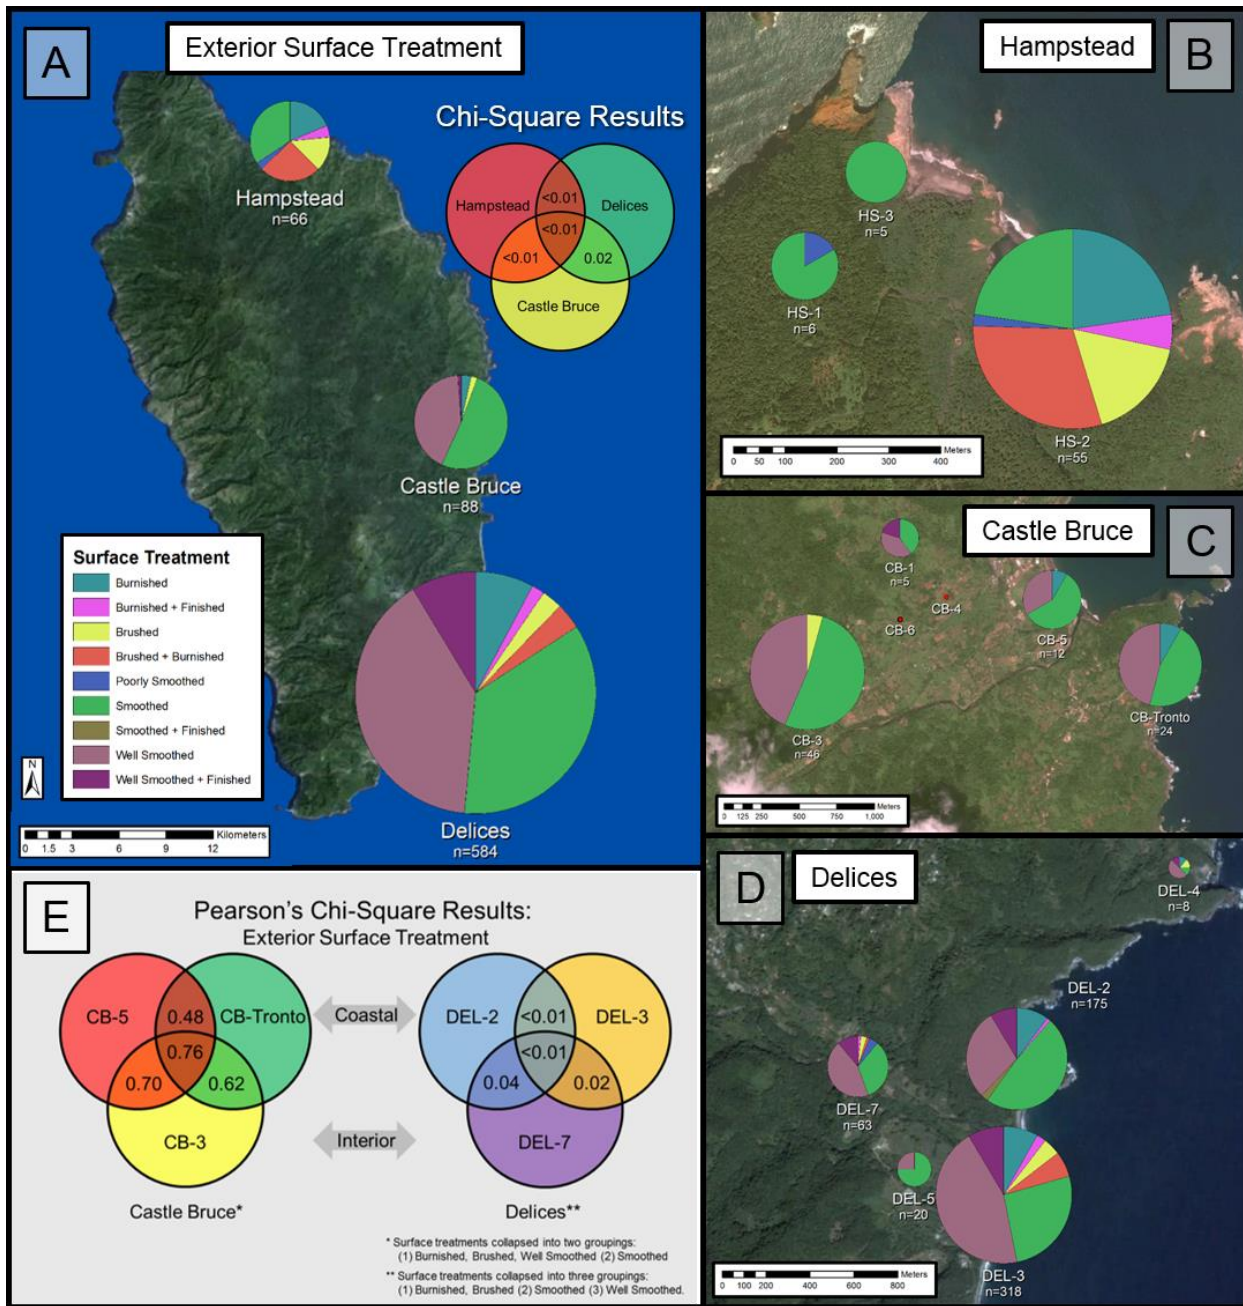 A
Exterior Surface Treatment
Hampstead
n=66
Chi-Square Results
Hampstead
<0.01
Delices
<0.01
<0.01
0.02
Castle Bruce
Castle Bruce
n=88
Surface Treatment
Burnished
Burnished + Finished
Brushed
Brushed + Burnished
Poorly Smoothed
Smoothed
Smoothed + Finished
Well Smoothed
Well Smoothed + Finished
N
Kilometers
0 1.5 3 6 9 12
Delices
n=584
B
Hampstead
HS-3
n=5
HS-1
n=6
HS-2
n=55
Meters
0 50 100 200 300 400
C
Castle Bruce
CB-1
n=5
CB-4
CB-6
CB-5
n=12
CB-3
n=46
CB-Tronto
n=24
Meters
0 125 250 500 750 1,000
D
Delices
DEL-4
n=8
DEL-2
n=175
DEL-7
n=63
DEL-5
n=20
DEL-3
n=318
Meters
0 100 200 400 600 800
E
Pearson's Chi-Square Results:
Exterior Surface Treatment
CB-5
0.48
CB-Tronto
0.76
0.70
0.62
CB-3
Castle Bruce*
Coastal
Interior
DEL-2
<0.01
DEL-3
<0.01
0.04
0.02
DEL-7
Delices**
* Surface treatments collapsed into two groupings:
(1) Burnished, Brushed, Well Smoothed (2) Smoothed
** Surface treatments collapsed into three groupings:
(1) Burnished, Brushed (2) Smoothed (3) Well Smoothed.